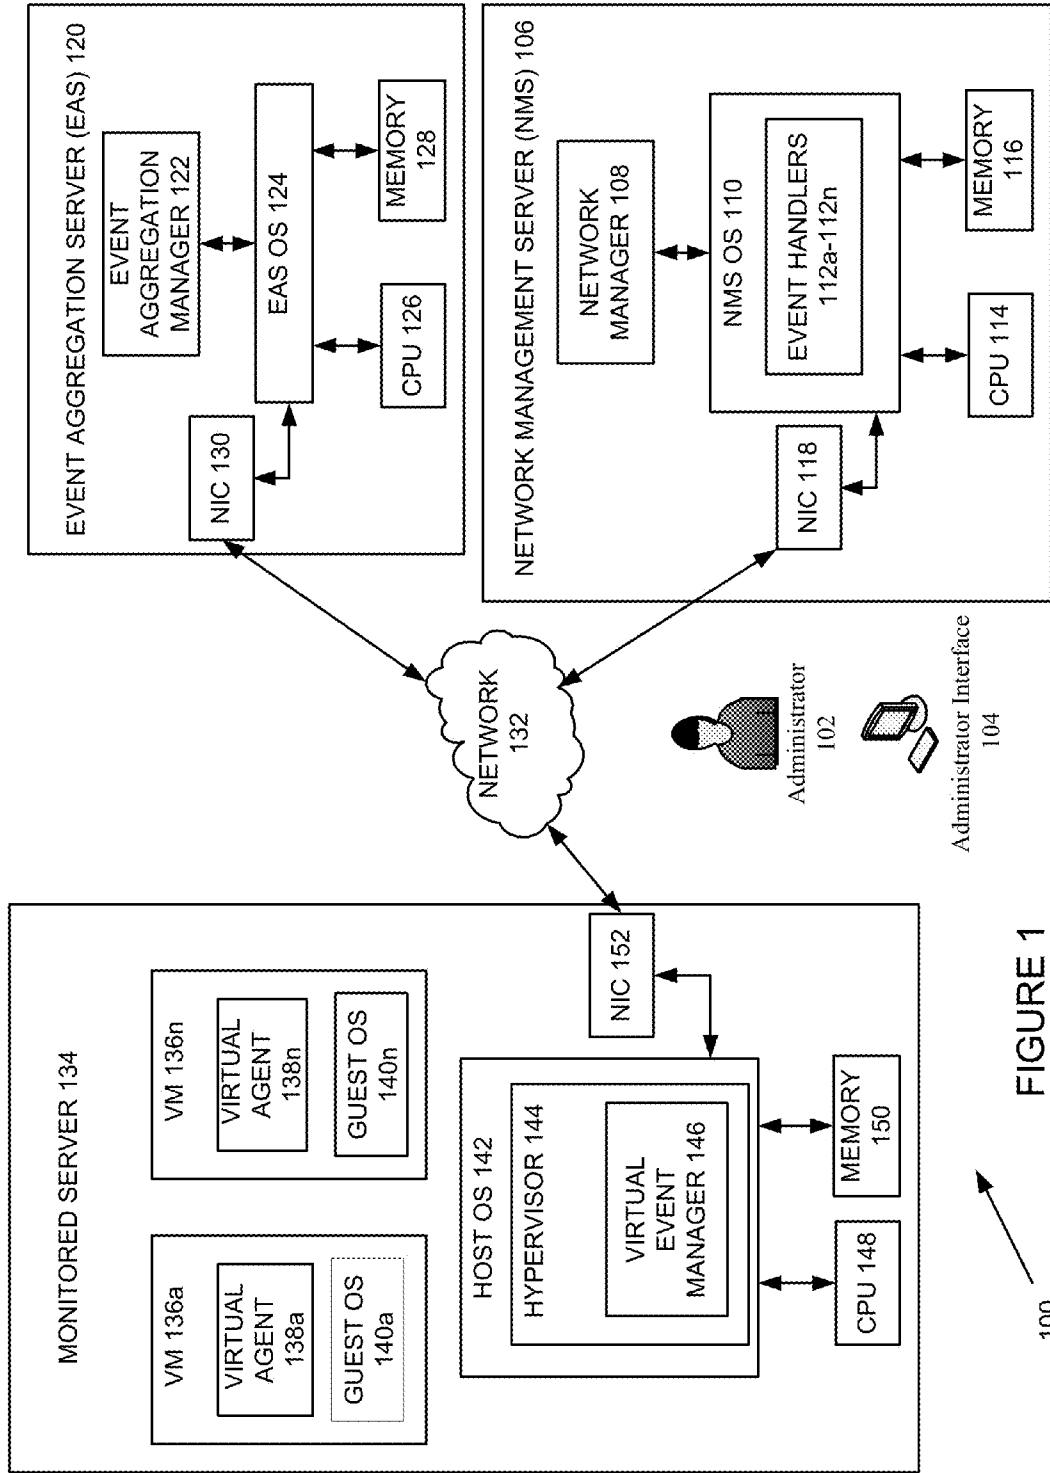 MONITORED SERVER 134
VM 136a
VIRTUAL
AGENT
138a
GUEST OS
140a
VM 136n
VIRTUAL
AGENT
138n
GUEST OS
140n
HOST OS 142
HYPERVISOR 144
VIRTUAL
EVENT
MANAGER 146
CPU 148
MEMORY
150
NIC 152
NETWORK
132
Administrator
102
Administrator Interface
104
EVENT AGGREGATION SERVER (EAS) 120
EVENT
AGGREGATION
MANAGER 122
EAS OS 124
NIC 130
CPU 126
MEMORY
128
NETWORK MANAGEMENT SERVER (NMS) 106
NETWORK
MANAGER 108
NMS OS 110
EVENT HANDLERS
112a-112n
NIC 118
CPU 114
MEMORY
116
100
FIGURE 1